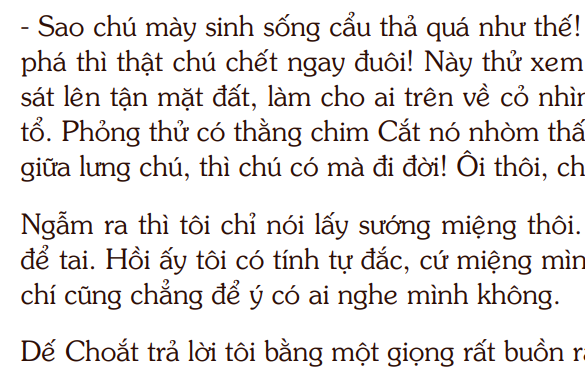 - Sao chú mày sinh sống cẩu thả quá như thế!
phá thì thật chú chết ngay đuôi! Này thử xem
sát lên tận mặt đất, làm cho ai trên về cỏ nhìn
tổ. Phỏng thử có thằng chim Cắt nó nhòm thấ
giữa lưng chú, thì chú có mà đi đời! Ôi thôi, ch
Ngẫm ra thì tôi chỉ nói lấy sướng miệng thôi.
để tai. Hồi ấy tôi có tính tự đắc, cứ miệng mìn
chí cũng chẳng để ý có ai nghe mình không.
Dế Choắt trả lời tôi bằng một giọng rất buồn rầ